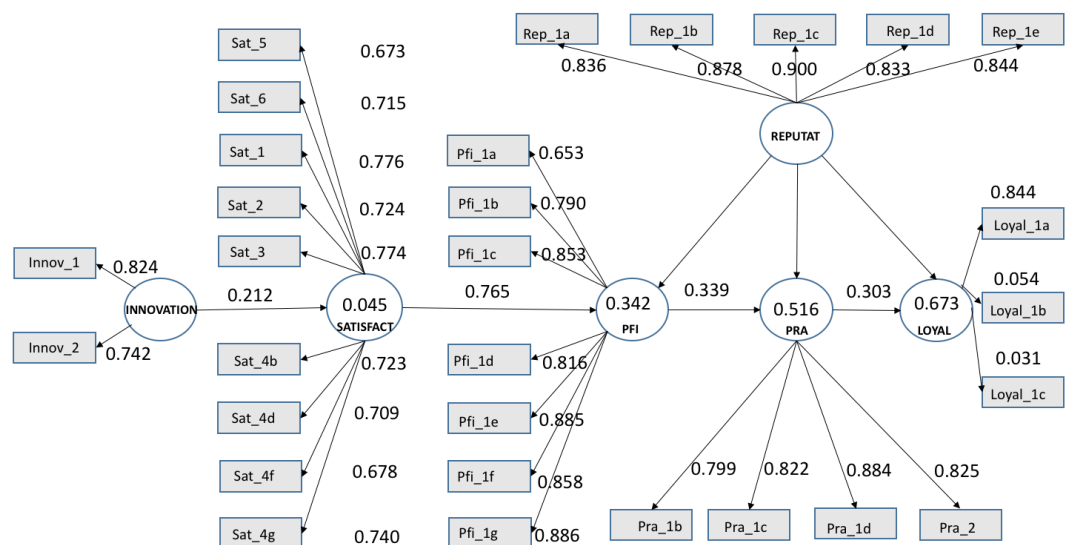 Rep_1a
Rep_1b
Rep_1c
Rep_1d
Rep_1e
0.836
0.878
0.900
0.833
0.844
REPUTAT
Sat_5
0.673
Sat_6
0.715
Sat_1
0.776
Sat_2
0.724
Sat_3
0.774
Pfi_1a
0.653
Pfi_1b
0.790
Pfi_1c
0.853
Innov_1
0.824
INNOVATION
Innov_2
0.742
0.212
0.045
SATISFACT
0.765
0.342
PFI
0.339
0.516
PRA
0.303
0.673
LOYAL
0.844
Loyal_1a
0.054
Loyal_1b
0.031
Loyal_1c
Sat_4b
0.723
Sat_4d
0.709
Sat_4f
0.678
Sat_4g
0.740
Pfi_1d
0.816
Pfi_1e
0.885
Pfi_1f
0.858
Pfi_1g
0.886
0.799
0.822
0.884
0.825
Pra_1b
Pra_1c
Pra_1d
Pra_2